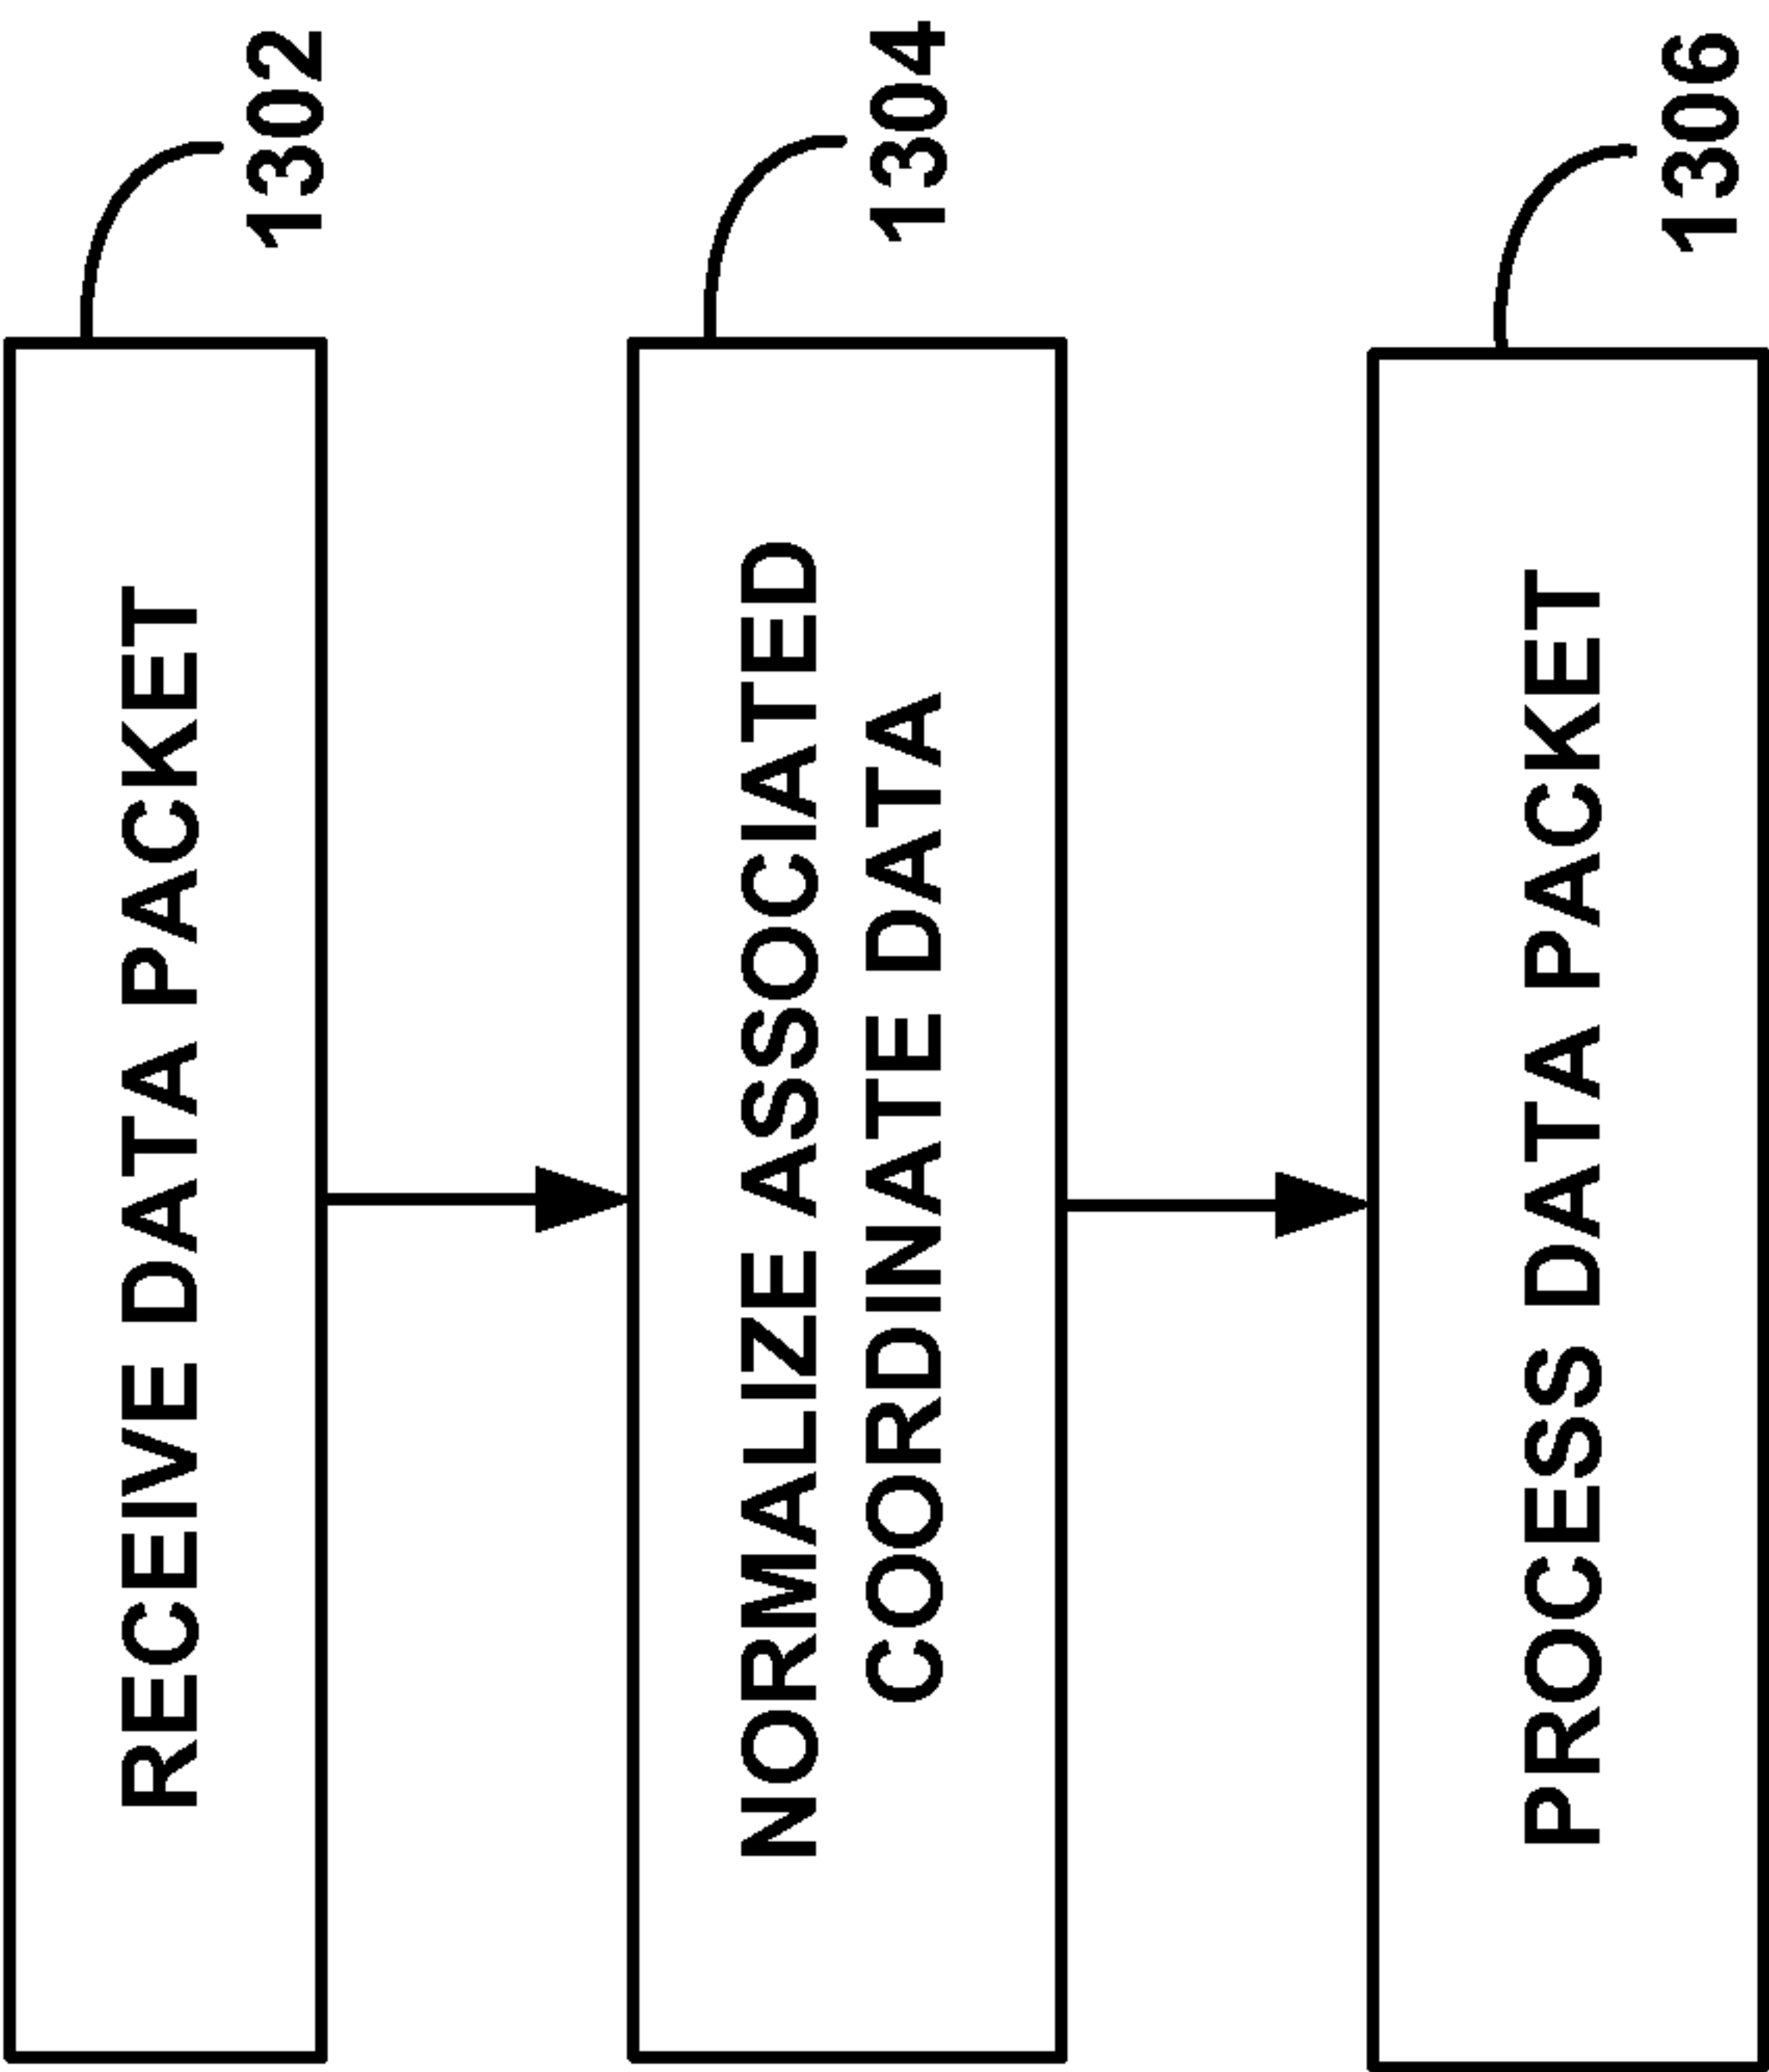 RECEIVE DATA PACKET
1302
NORMALIZE ASSOCIATED
COORDINATE DATA
1304
PROCESS DATA PACKET
1306